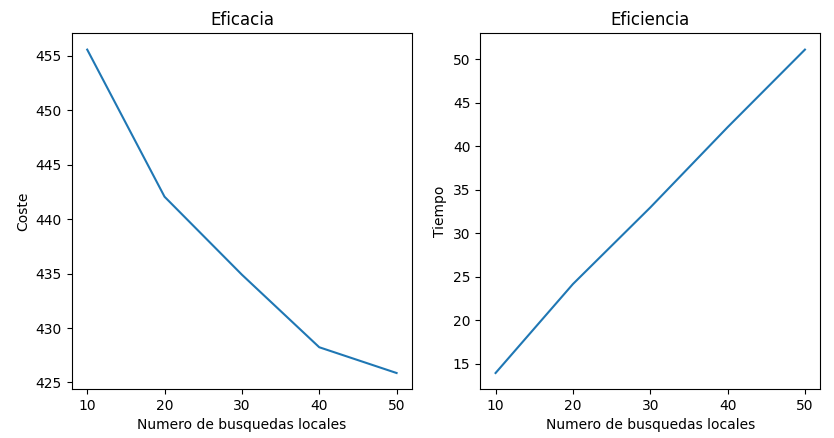 Eficacia
Coste
455
450
445
440
435
430
425
10 20 30 40 50
Numero de busquedas locales
Eficiencia
Tiempo
50
45
40
35
30
25
20
15
10 20 30 40 50
Numero de busquedas locales